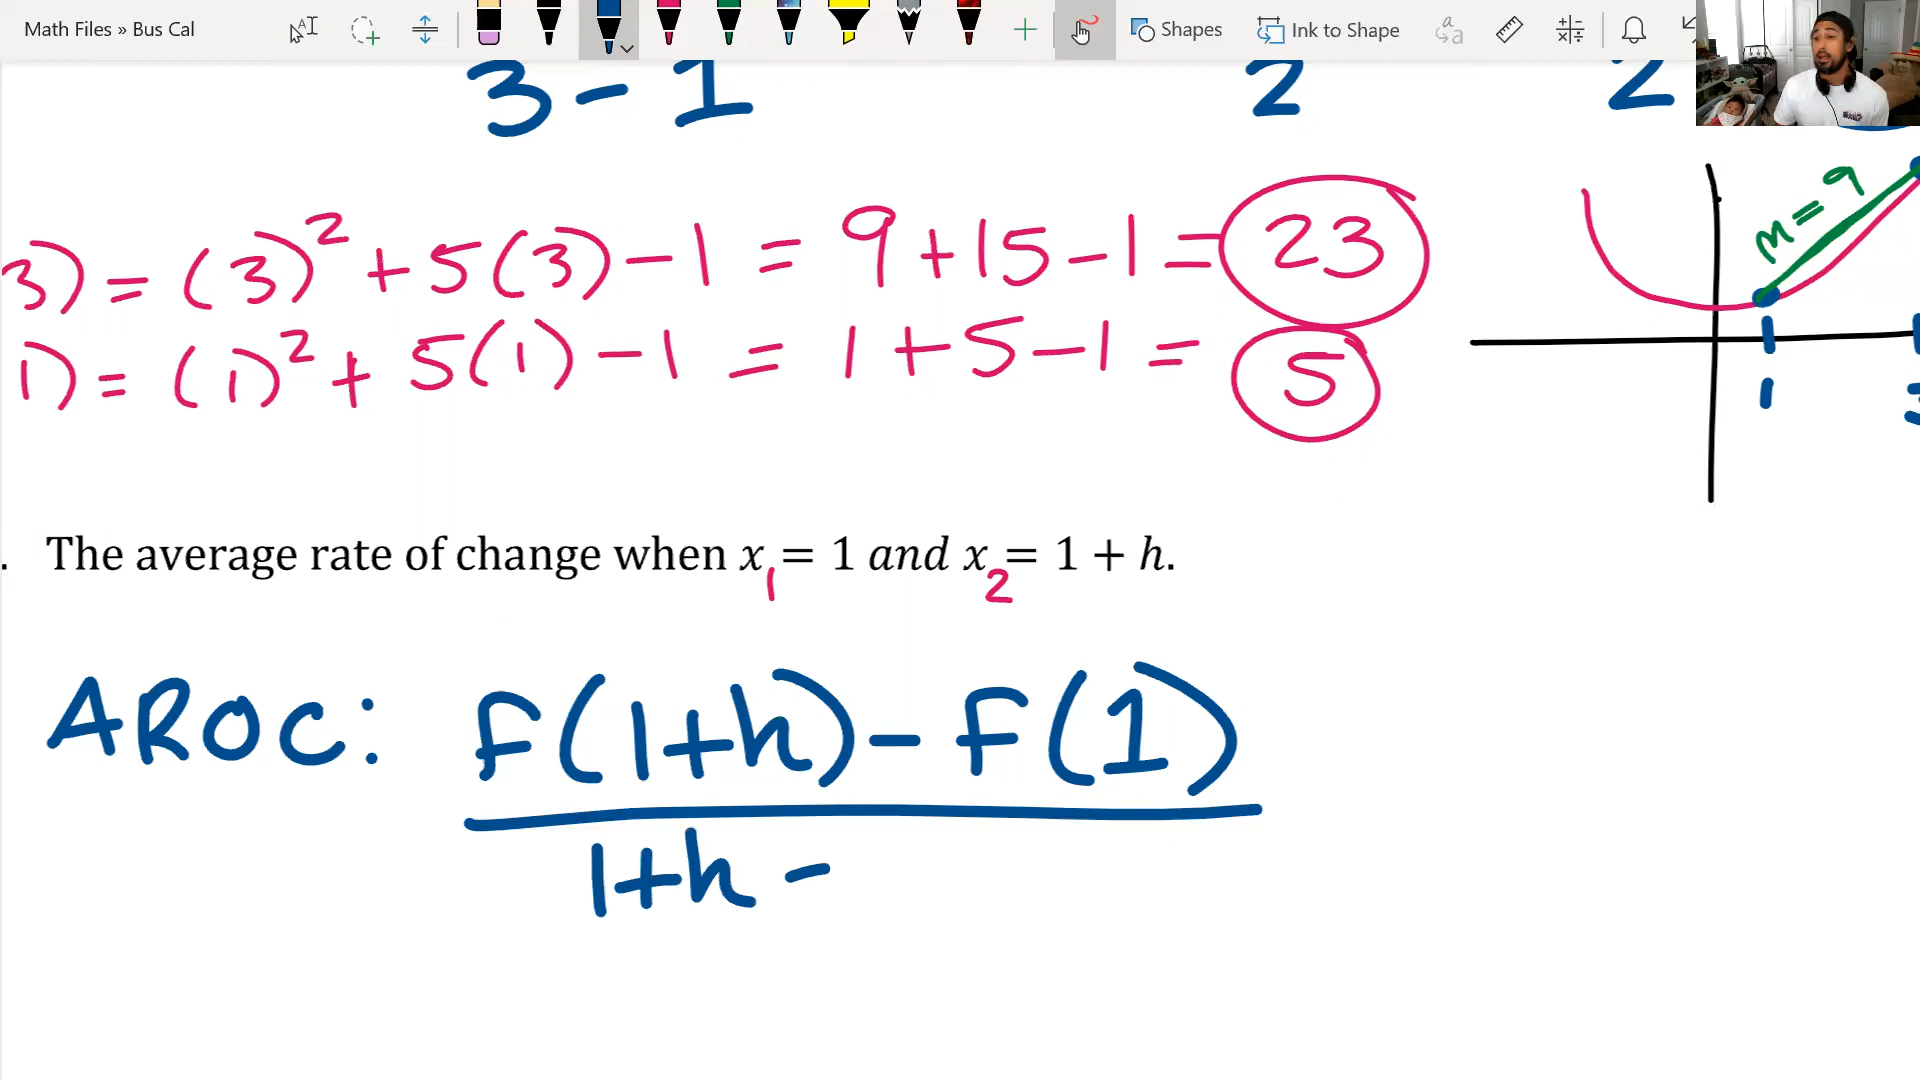 Math Files » Bus Cal
Shapes
Ink to Shape
3 - 1
2
2
3) = (3)² + 5(3) - 1 = 9 + 15 - 1 = 23
1) = (1)² + 5(1) - 1 = 1 + 5 - 1 = 5
m = 9
1
. The average rate of change when x₁ = 1 and x₂ = 1 + h.
AROC: F(1+h) - F(1)
1+h -